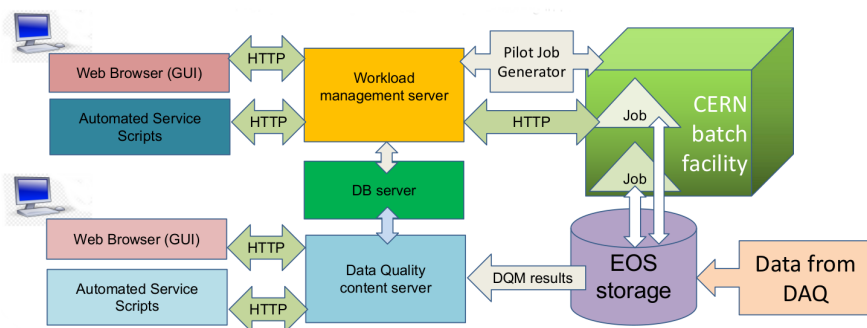 Web Browser (GUI)
HTTP
Workload
management server
Pilot Job
Generator
Automated Service
Scripts
HTTP
HTTP
Job
Job
CERN
batch
facility
DB server
Web Browser (GUI)
HTTP
Automated Service
Scripts
HTTP
Data Quality
content server
DQM results
EOS
storage
Data from
DAQ